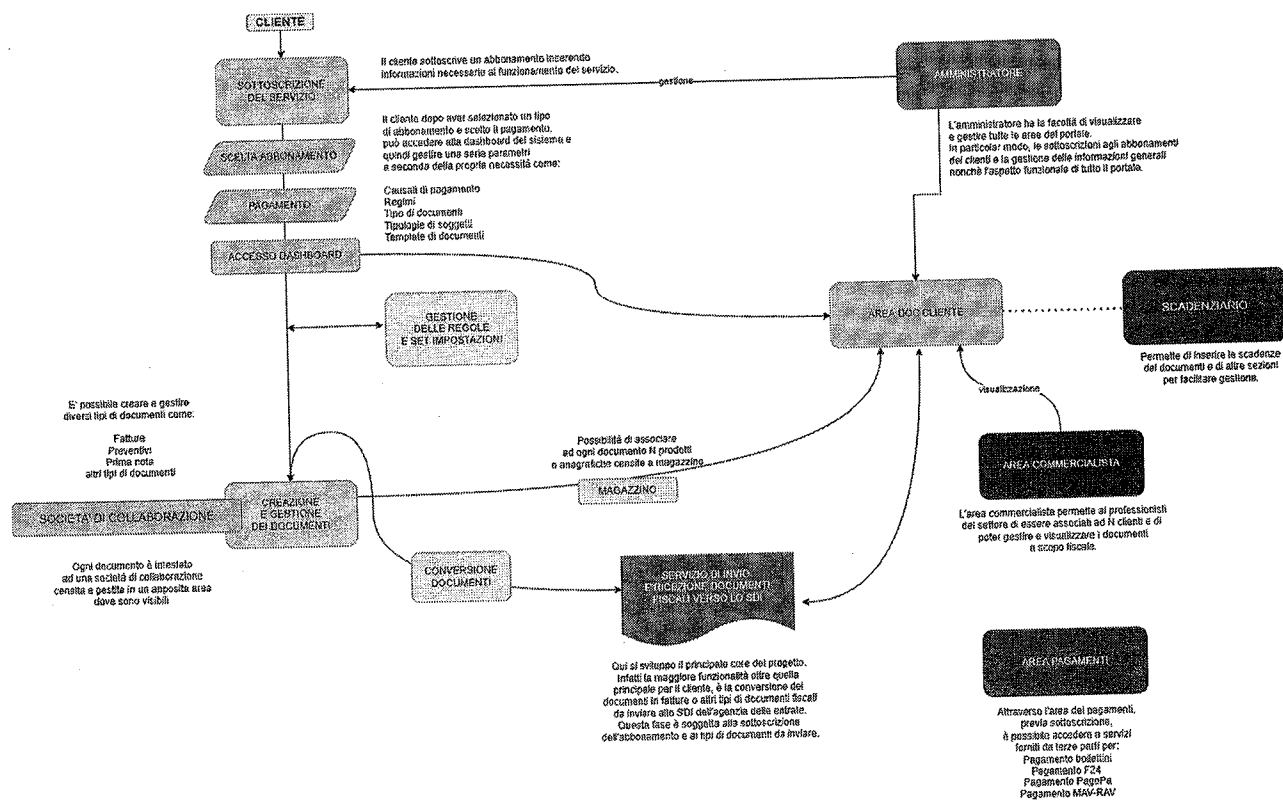 CLIENTE
SOTTOSCRIZIONE
DEL SERVIZIO
Il cliente sottoscrive un abbonamento inserendo
informazioni necessarie al funzionamento del servizio.
gestione
AMMINISTRATORE
L'amministratore ha la facoltà di visualizzare
e gestire tutte le aree del portale.
In particolar modo, le sottoscrizioni agli abbonamenti
dei clienti e la gestione delle informazioni generali
nonchè l'aspetto funzionale di tutto il portale.
Il cliente dopo aver selezionato un tipo
di abbonamento e scelto il pagamento,
può accedere alla dashboard del sistema e
quindi gestire una serie parametri
a seconda della propria necessità come:
Causali di pagamento
Regimi
Tipo di documenti
Tipologie di soggetti
Template di documenti
SCELTA ABBONAMENTO
PAGAMENTO
ACCESSO DASHBOARD
GESTIONE
DELLE REGOLE
E SET IMPOSTAZIONI
AREA DOC CLIENTE
SCADENZIARIO
Permette di inserire le scadenze
dei documenti e di altre sezioni
per facilitare gestione.
visualizzazione
AREA COMMERCIALISTA
L'area commercialista permette ai professionisti
del settore di essere associati ad N clienti e di
poter gestire e visualizzare i documenti
a scopo fiscale.
E' possibile creare e gestire
diversi tipi di documenti come:
Fatture
Preventivi
Prima nota
altri tipi di documenti
SOCIETA' DI COLLABORAZIONE
CREAZIONE
E GESTIONE
DEI DOCUMENTI
Ogni documento è intestato
ad una società di collaborazione
censita e gestita in un apposita area
dove sono visibili
Possibilità di associare
ad ogni documento N prodotti
o anagrafiche censite a magazzino
MAGAZZINO
CONVERSIONE
DOCUMENTI
SERVIZIO DI INVIO
E RICEZIONE DOCUMENTI
FISCALI VERSO LO SDI
Qui si sviluppo il principale core del progetto.
Infatti la maggiore funzionalità oltre quella
principale per il cliente, è la conversione dei
documenti in fatture o altri tipi di documenti fiscali
da inviare allo SDI dell'agenzia delle entrate.
Questa fase è soggetta alla sottoscrizione
dell'abbonamento e ai tipi di documenti da inviare.
AREA PAGAMENTI
Attraverso l'area dei pagamenti,
previa sottoscrizione,
è possibile accedere a servizi
forniti da terze parti per:
Pagamento bollettini
Pagamento F24
Pagamento PagoPa
Pagamento MAV-RAV